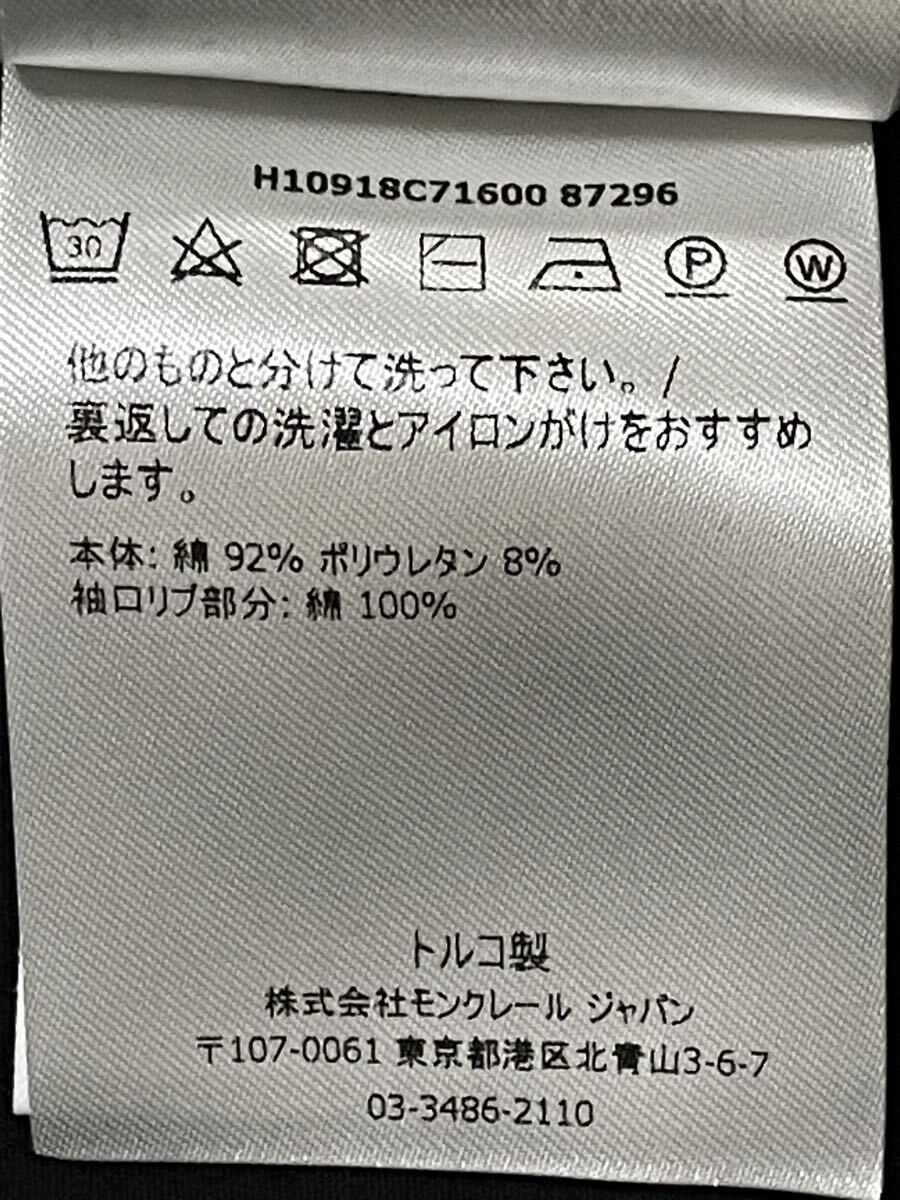 H10918C71600 87296
30 P W
他のものと分けて洗って下さい。/
裏返しての洗濯とアイロンがけをおすすめ
します。
本体: 綿 92% ポリウレタン 8%
袖口リブ部分: 綿 100%
トルコ製
株式会社モンクレール ジャパン
〒107-0061 東京都港区北青山3-6-7
03-3486-2110